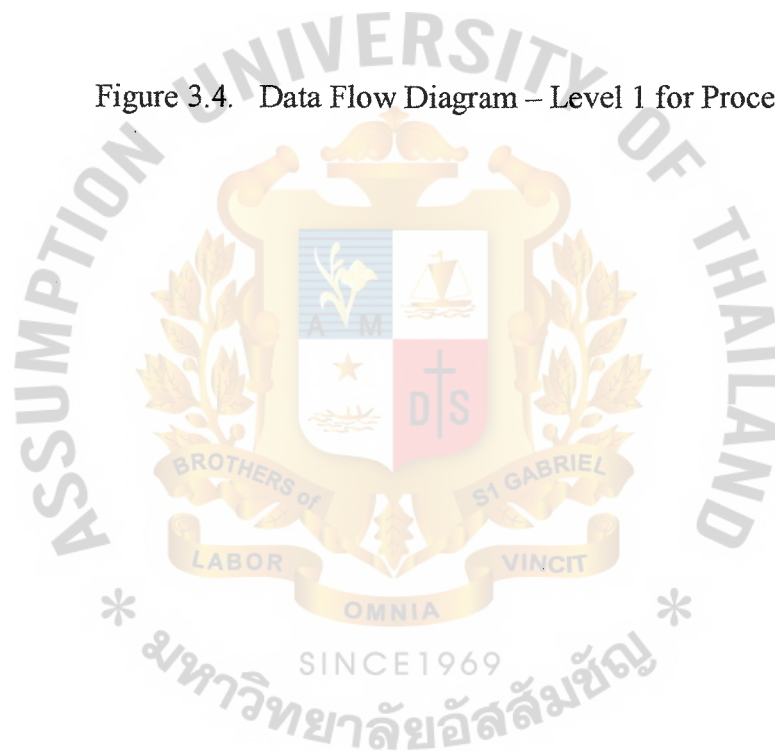 Figure 3.4. Data Flow Diagram – Level 1 for Proce
ASSUMPTION UNIVERSITY OF THAILAND
A M
D S
BROTHERS of S1 GABRIEL
LABOR OMNIA VINCIT
SINCE1969
* มหาวิทยาลัยอัสสัมชัญ *